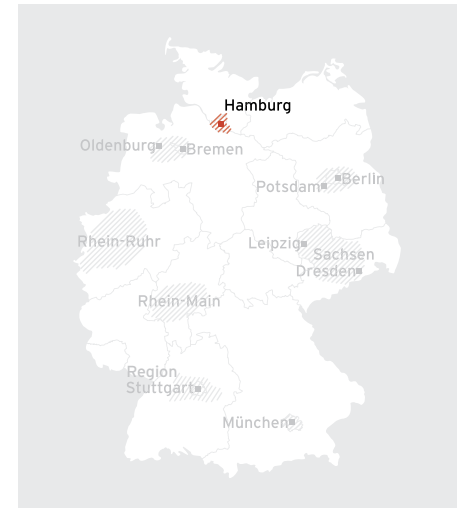 Hamburg
Oldenburg
Bremen
Berlin
Potsdam
Rhein-Ruhr
Leipzig
Sachsen
Dresden
Rhein-Main
Region
Stuttgart
München